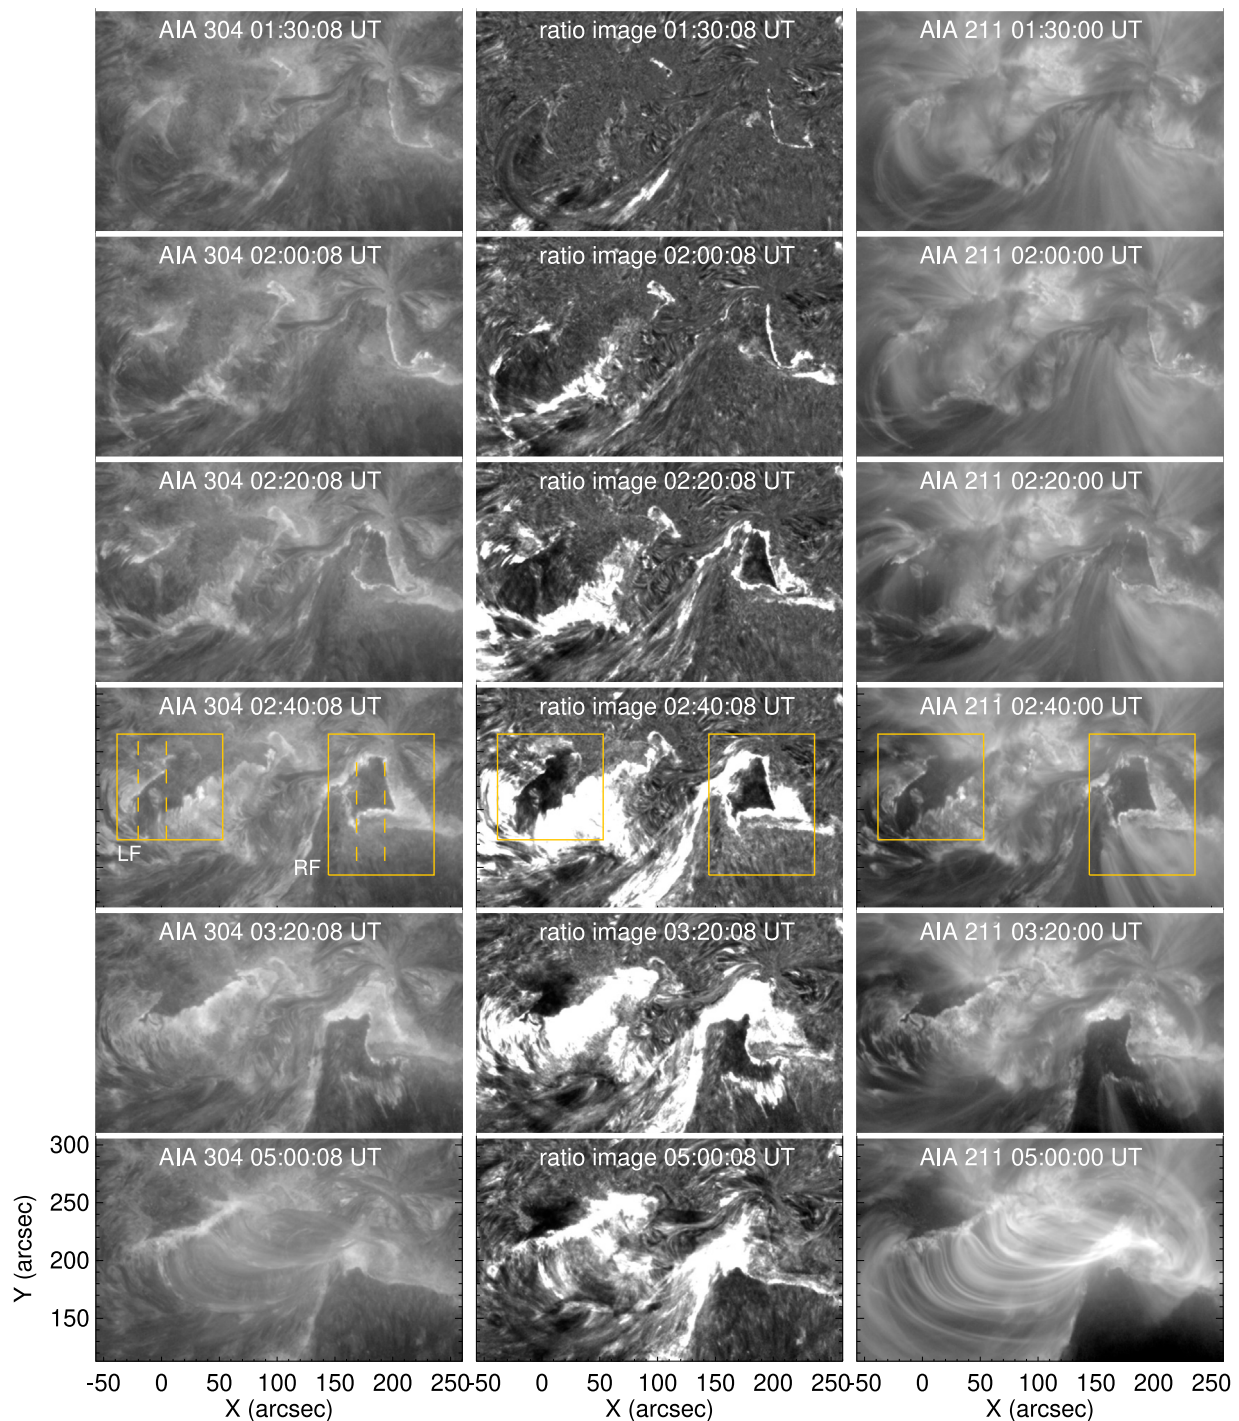 AIA 304 01:30:08 UT
ratio image 01:30:08 UT
AIA 211 01:30:00 UT
AIA 304 02:00:08 UT
ratio image 02:00:08 UT
AIA 211 02:00:00 UT
AIA 304 02:20:08 UT
ratio image 02:20:08 UT
AIA 211 02:20:00 UT
AIA 304 02:40:08 UT
ratio image 02:40:08 UT
AIA 211 02:40:00 UT
LF
RF
AIA 304 03:20:08 UT
ratio image 03:20:08 UT
AIA 211 03:20:00 UT
AIA 304 05:00:08 UT
ratio image 05:00:08 UT
AIA 211 05:00:00 UT
300
250
200
150
Y (arcsec)
-50 0 50 100 150 200 250
-50 0 50 100 150 200 250
-50 0 50 100 150 200 250
X (arcsec)
X (arcsec)
X (arcsec)